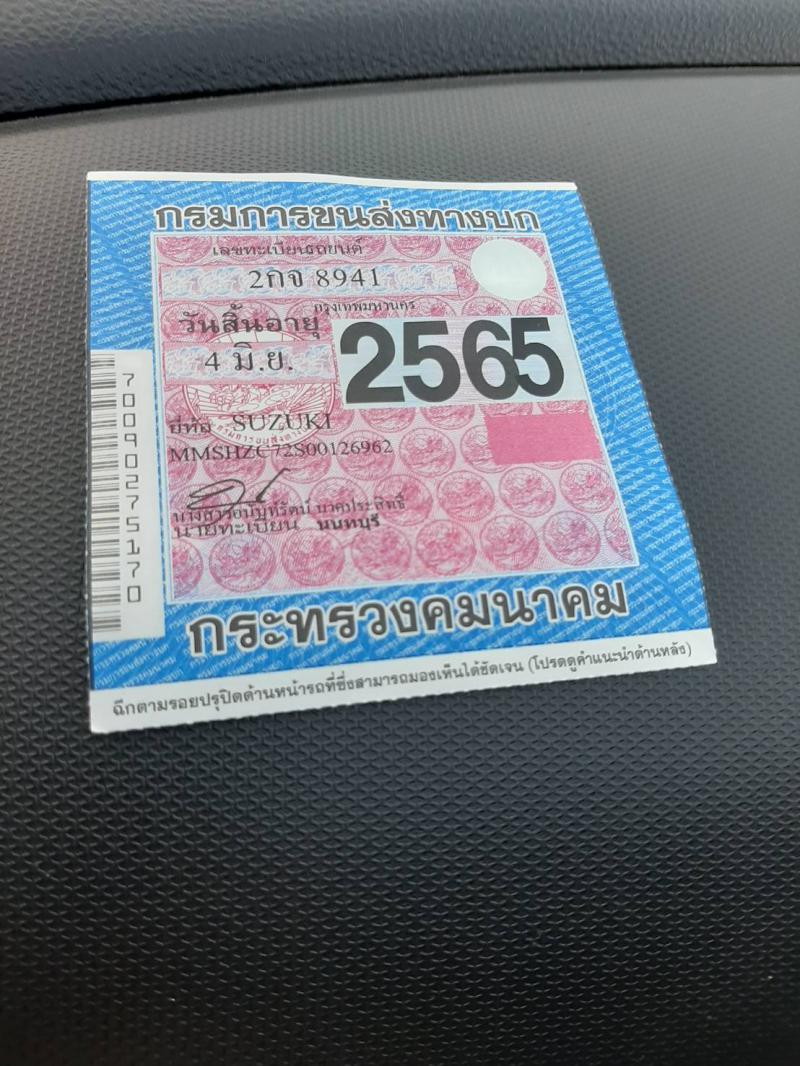 กรมการขนส่งทางบก
เลขทะเบียนรถยนต์
2กจ 8941
กรุงเทพมหานคร
วันสิ้นอายุ
4 มิ.ย.
2565
ยี่ห้อ SUZUKI
MMSHZC72S00126962
นายทะเบียน นนทบุรี
70090275170
กระทรวงคมนาคม
ฉีกตามรอยปรุปิดด้านหน้ารถที่ซึ่งสามารถมองเห็นได้ชัดเจน (โปรดดูคำแนะนำด้านหลัง)